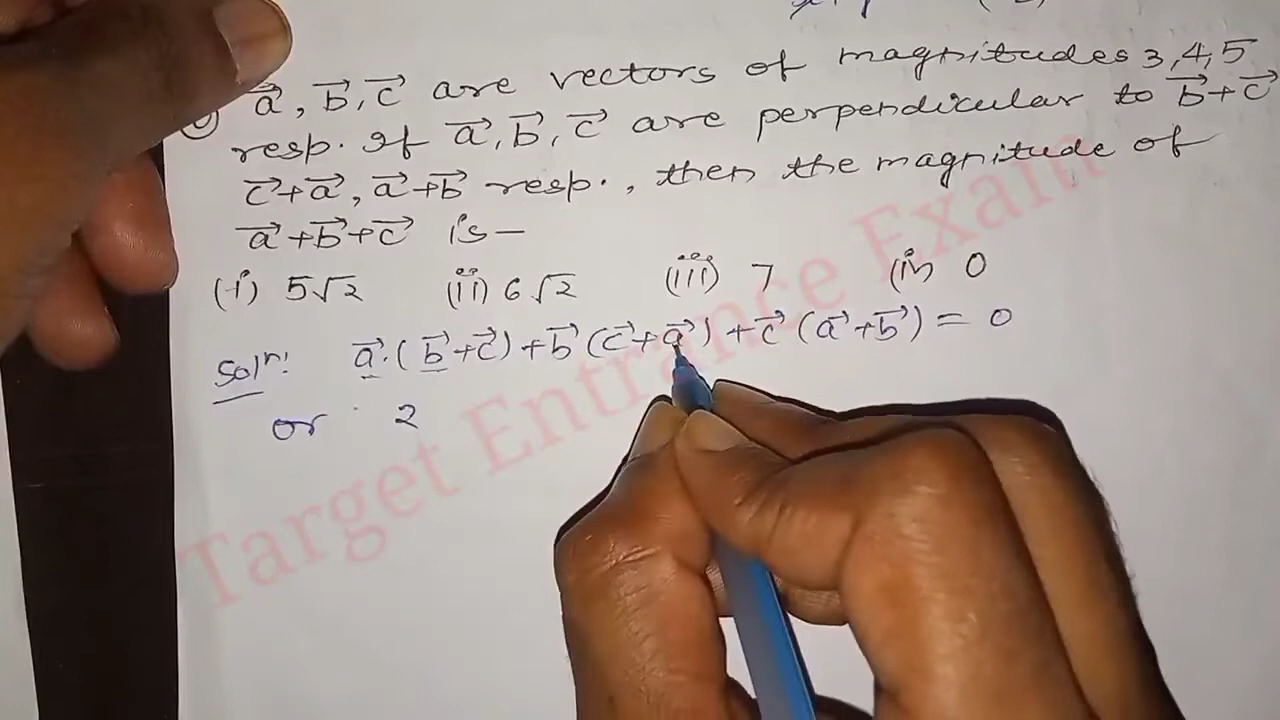 a⃗, b⃗, c⃗ are vectors of magnitudes 3,4,5
resp. If a⃗, b⃗, c⃗ are perpendicular to b⃗+c⃗
c⃗+a⃗, a⃗+b⃗ resp., then the magnitude of
a⃗+b⃗+c⃗ is—
(i) 5√2 (ii) 6√2 (iii) 7 (iv) 0
Solⁿ: a⃗.(b⃗+c⃗)+b⃗(c⃗+a⃗)+c⃗(a⃗+b⃗)=0
or 2
Target Entrance Exam